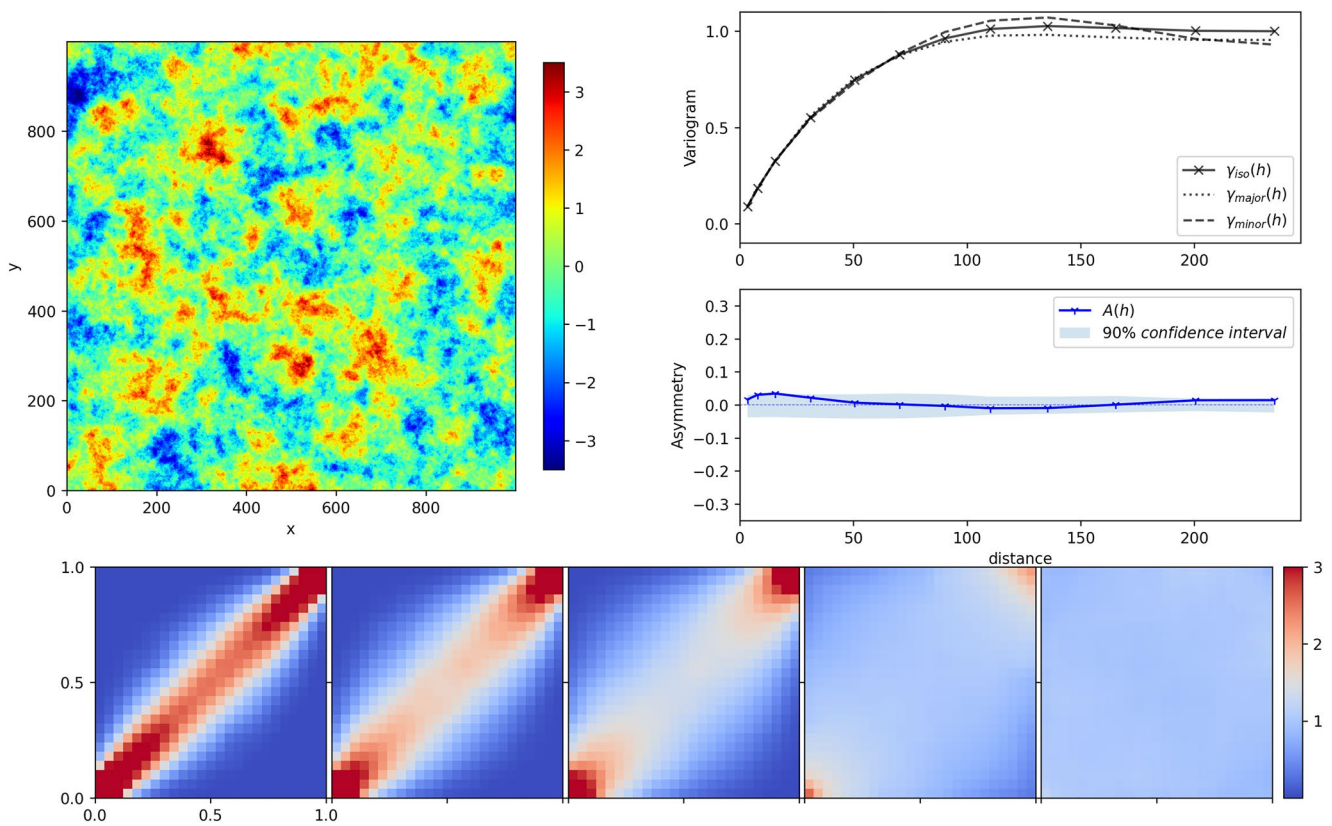 y
800
600
400
200
0
0 200 400 600 800
x
3
2
1
0
−1
−2
−3
Variogram
1.0
0.5
0.0
γiso(h)
γmajor(h)
γminor(h)
0 50 100 150 200
Asymmetry
0.3
0.2
0.1
0.0
−0.1
−0.2
−0.3
A(h)
90% confidence interval
0 50 100 150 200
distance
1.0
0.5
0.0
0.0 0.5 1.0
3
2
1